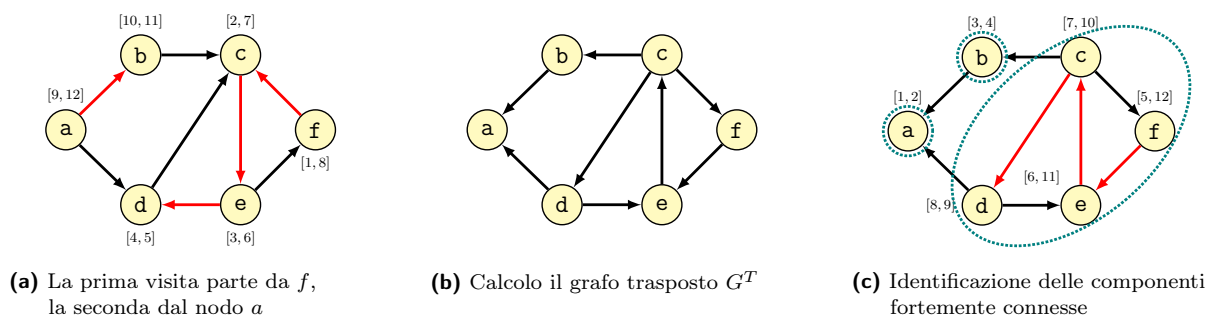 [10, 11]
[2, 7]
b
c
[9, 12]
a
f
[1, 8]
d
e
[4, 5]
[3, 6]
(a) La prima visita parte da f,
la seconda dal nodo a
b
c
a
f
d
e
(b) Calcolo il grafo trasposto G^T
[3, 4]
[7, 10]
b
c
[1, 2]
[5, 12]
a
f
[6, 11]
[8, 9]
d
e
(c) Identificazione delle componenti
fortemente connesse